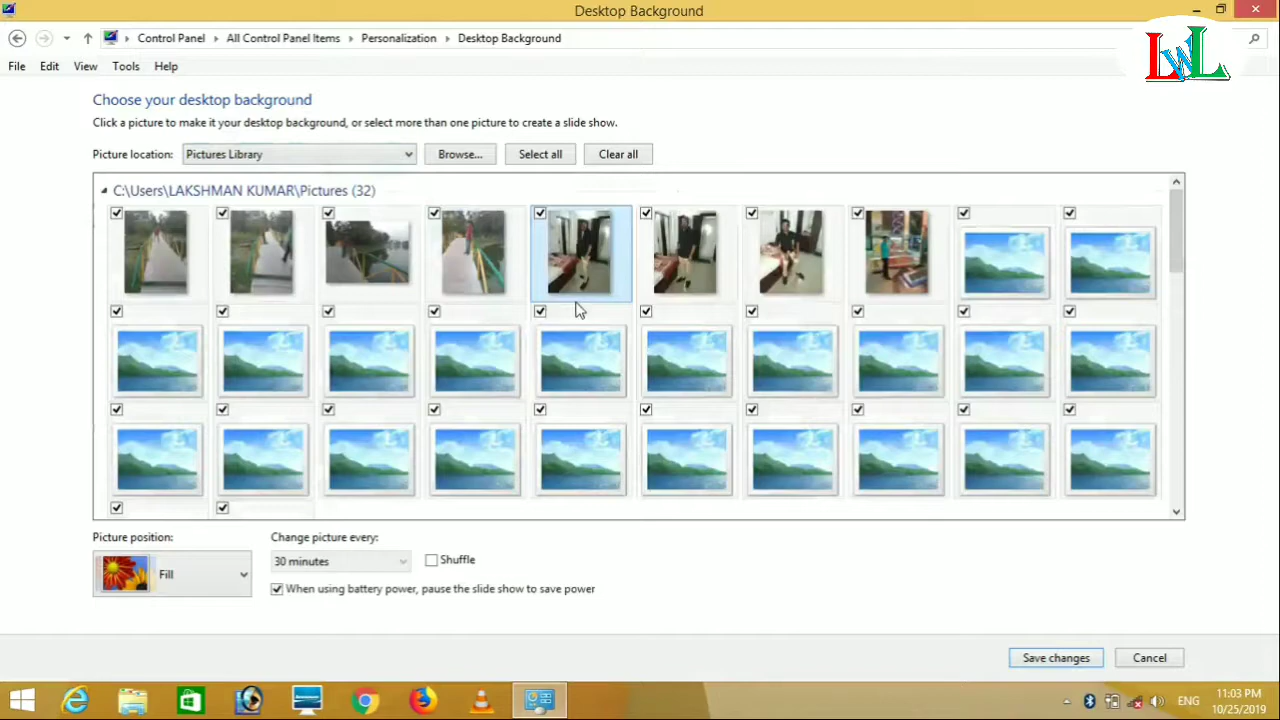 Desktop Background
Control Panel All Control Panel Items Personalization Desktop Background
LWL
File Edit View Tools Help
Choose your desktop background
Click a picture to make it your desktop background, or select more than one picture to create a slide show.
Picture location: Pictures Library Browse... Select all Clear all
C:\Users\LAKSHMAN KUMAR\Pictures (32)
Picture position: Change picture every:
Fill 30 minutes Shuffle
When using battery power, pause the slide show to save power
Save changes Cancel
ENG 11:03 PM
10/25/2019